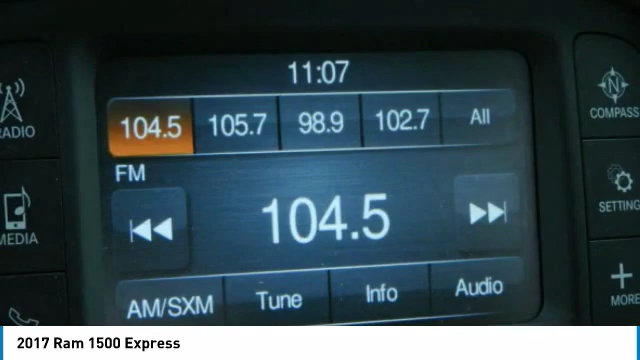 11:07
104.5 105.7 98.9 102.7 All
FM
104.5
AM/SXM Tune Info Audio
RADIO
MEDIA
COMPASS
SETTING
MORE
2017 Ram 1500 Express